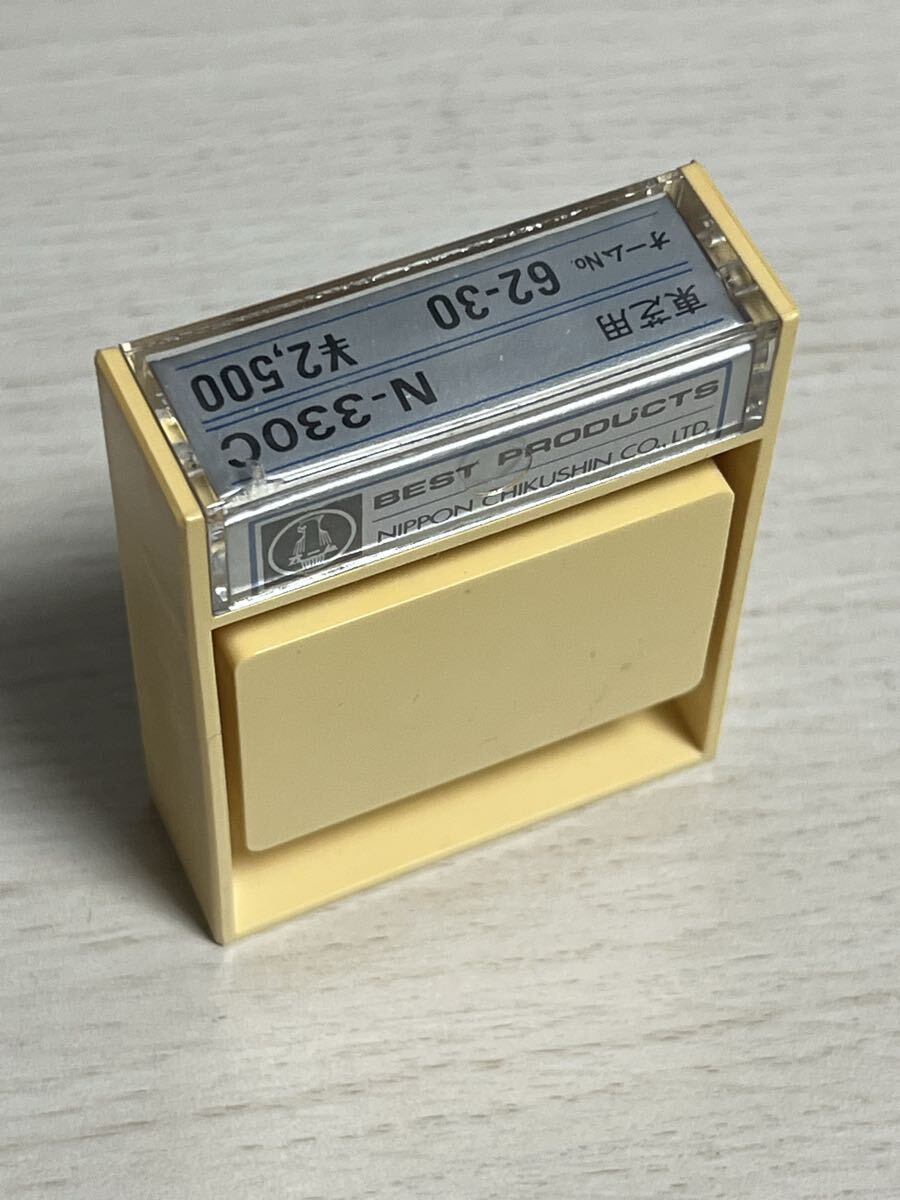 東芝用 N-330C
オームNo. 62-30 ¥2,500
BEST PRODUCTS
NIPPON CHIKUSHIN CO.,LTD.